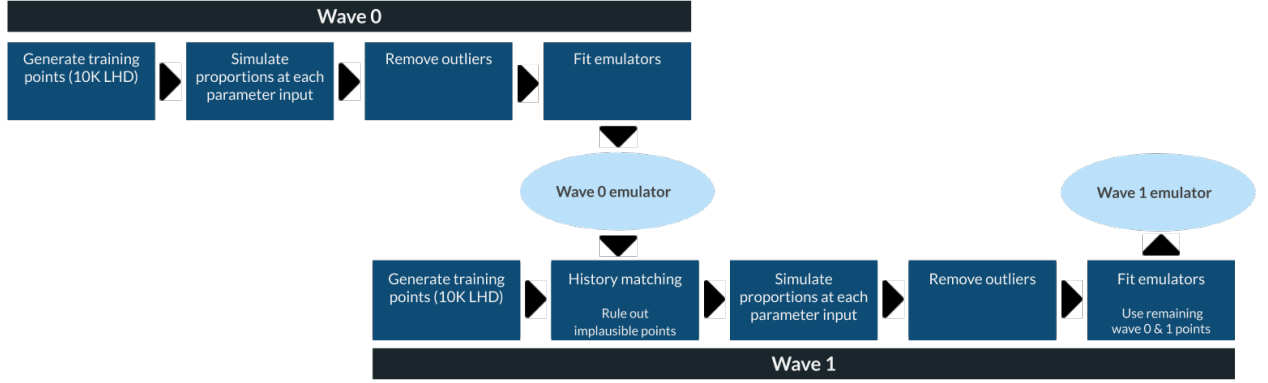 Wave 0
Generate training
points (10K LHD)
Simulate
proportions at each
parameter input
Remove outliers
Fit emulators
Wave 0 emulator
Wave 1 emulator
Generate training
points (10K LHD)
History matching
Rule out
implausible points
Simulate
proportions at each
parameter input
Remove outliers
Fit emulators
Use remaining
wave 0 & 1 points
Wave 1